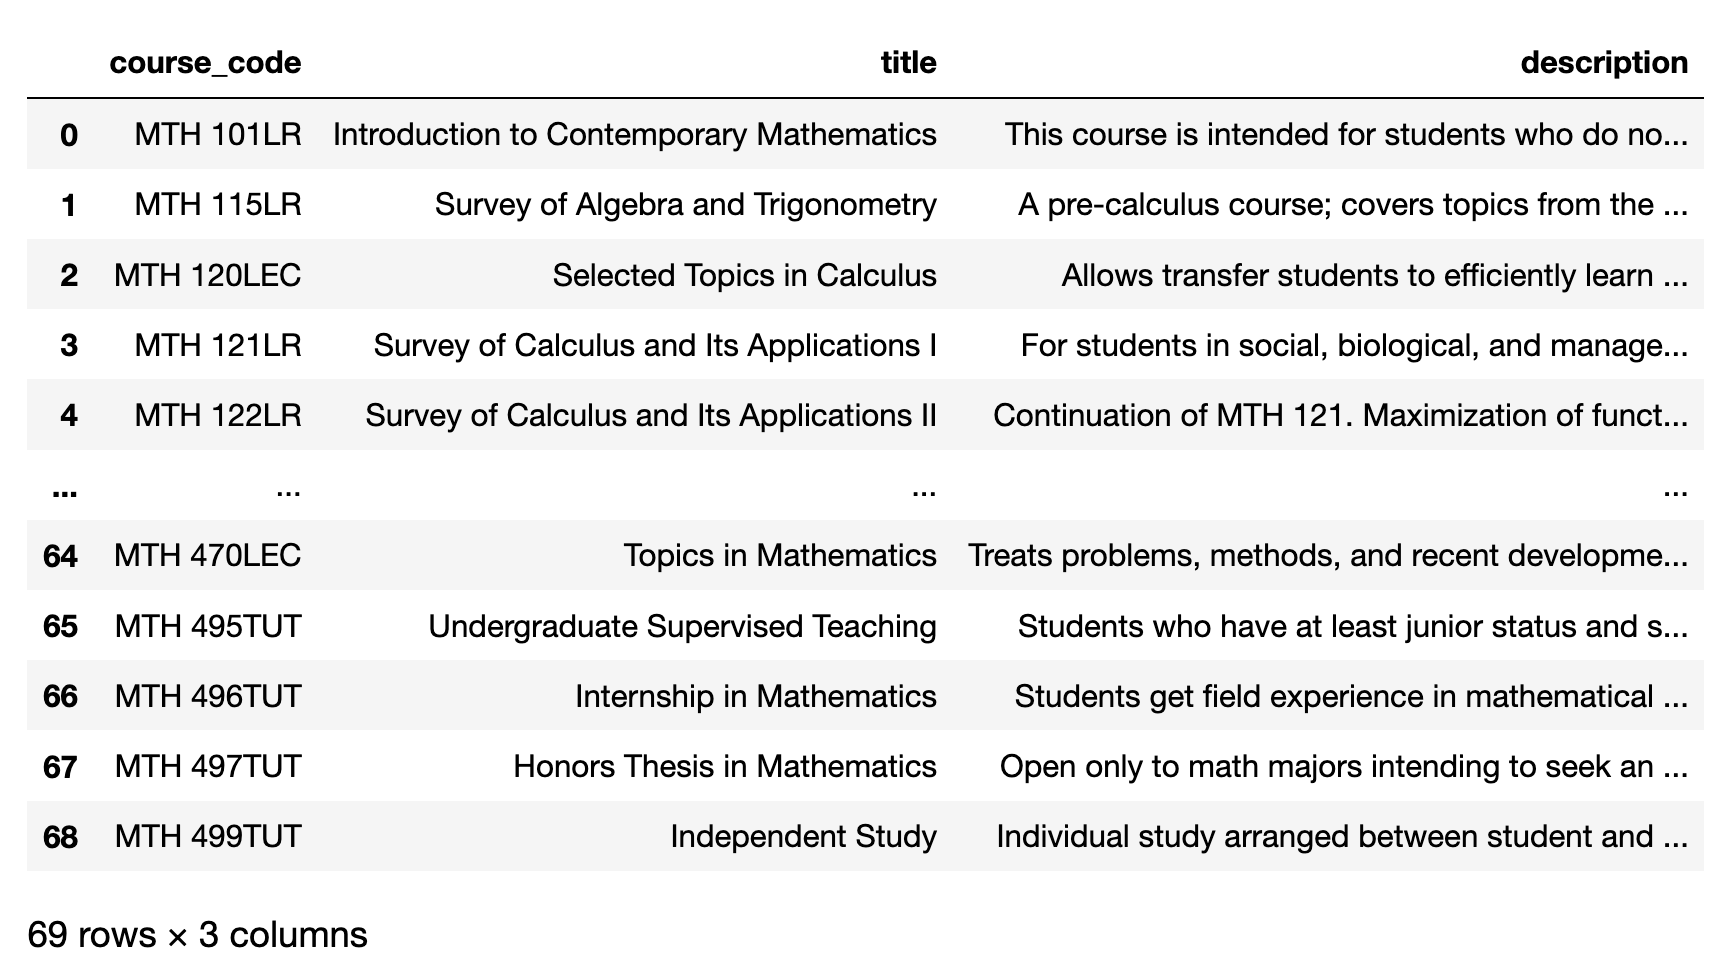 course_code title description
0 MTH 101LR Introduction to Contemporary Mathematics This course is intended for students who do no...
1 MTH 115LR Survey of Algebra and Trigonometry A pre-calculus course; covers topics from the ...
2 MTH 120LEC Selected Topics in Calculus Allows transfer students to efficiently learn ...
3 MTH 121LR Survey of Calculus and Its Applications I For students in social, biological, and manage...
4 MTH 122LR Survey of Calculus and Its Applications II Continuation of MTH 121. Maximization of funct...
... ... ... ...
64 MTH 470LEC Topics in Mathematics Treats problems, methods, and recent developme...
65 MTH 495TUT Undergraduate Supervised Teaching Students who have at least junior status and s...
66 MTH 496TUT Internship in Mathematics Students get field experience in mathematical ...
67 MTH 497TUT Honors Thesis in Mathematics Open only to math majors intending to seek an ...
68 MTH 499TUT Independent Study Individual study arranged between student and ...
69 rows × 3 columns